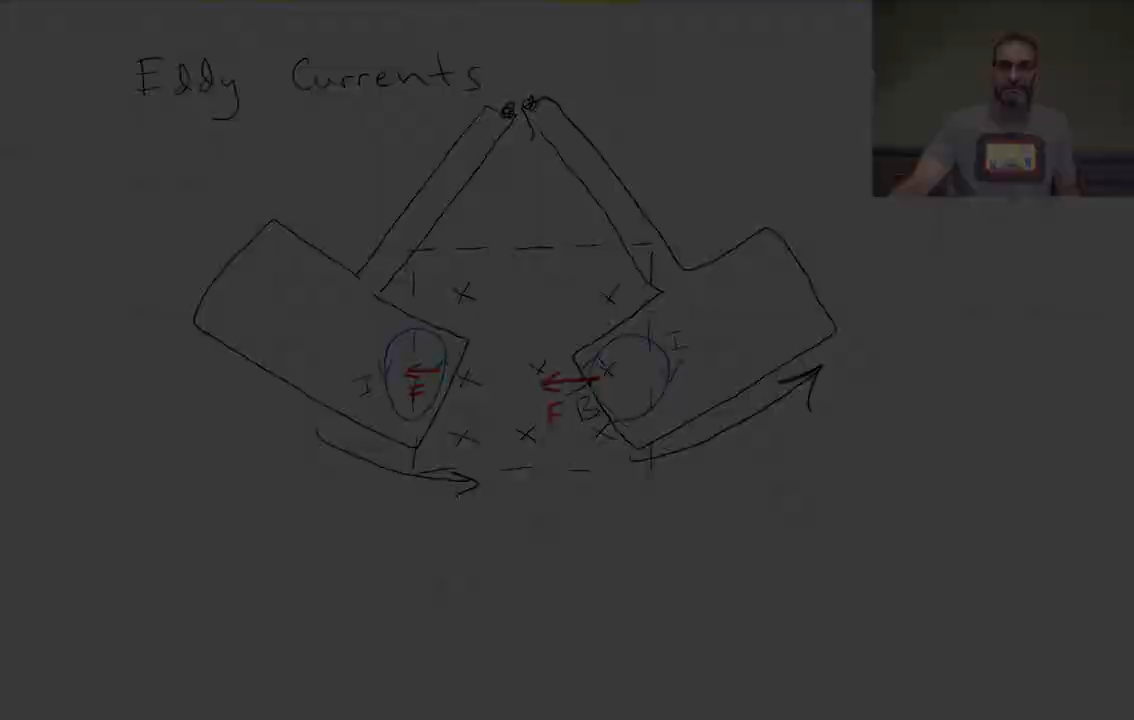 Eddy Currents
x x
I
x x x x I
F F B
x x x